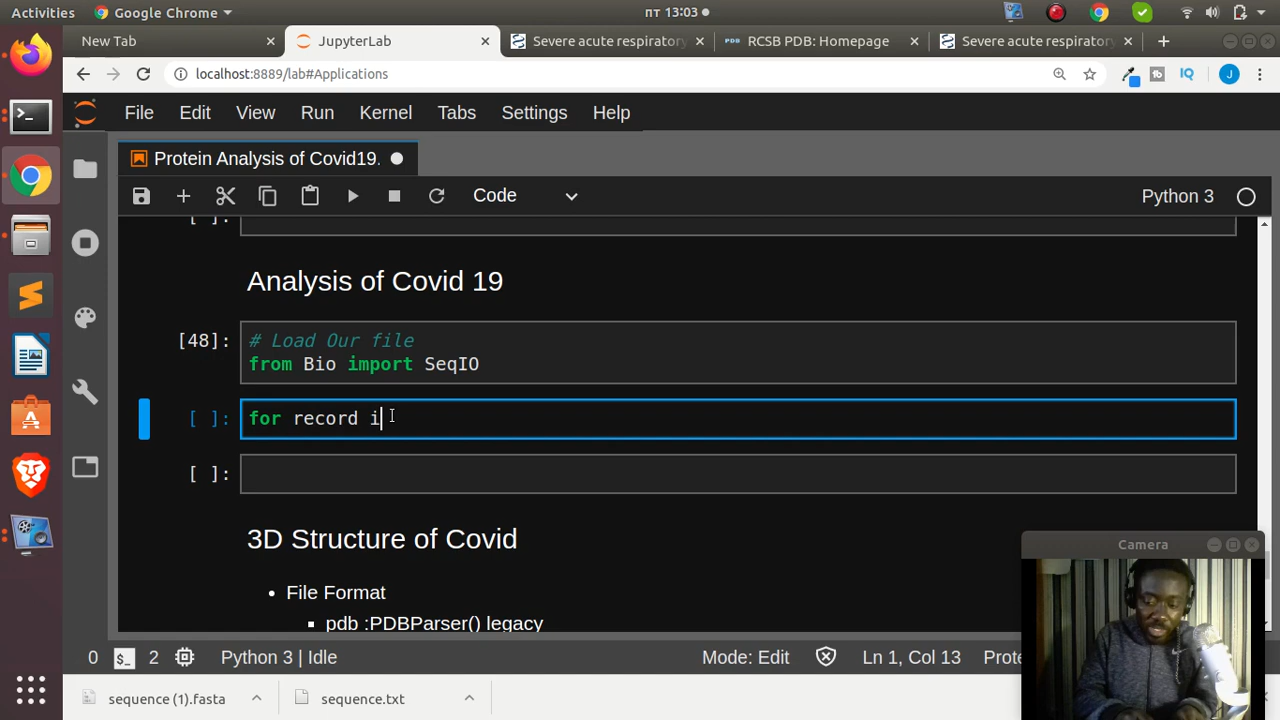 Activities Google Chrome пт 13:03
New Tab JupyterLab Severe acute respiratory RCSB PDB: Homepage Severe acute respiratory
localhost:8889/lab#Applications
File Edit View Run Kernel Tabs Settings Help
Protein Analysis of Covid19.
Code Python 3
[ ]:
Analysis of Covid 19
[48]: # Load Our file
from Bio import SeqIO
[ ]: for record i
[ ]:
3D Structure of Covid
• File Format
▪ pdb :PDBParser() legacy
Camera
0 2 Python 3 | Idle Mode: Edit Ln 1, Col 13 Prote
sequence (1).fasta sequence.txt